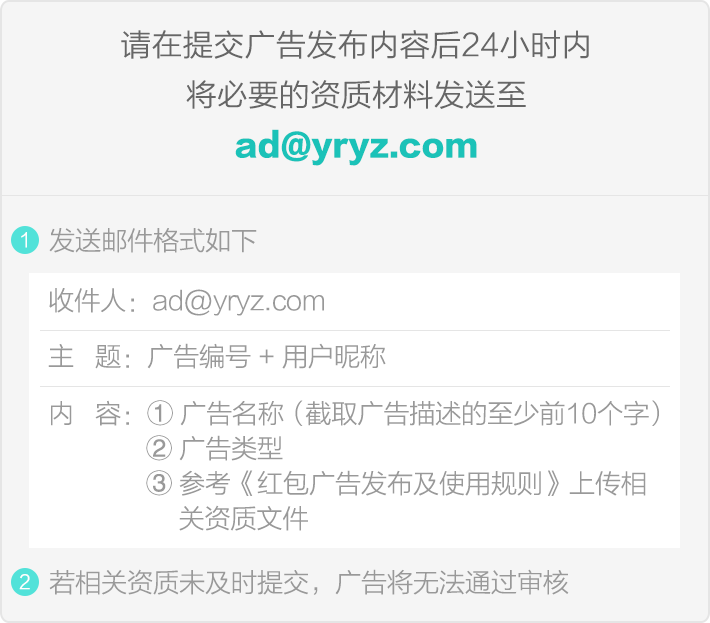 请在提交广告发布内容后24小时内
将必要的资质材料发送至
ad@yryz.com
1 发送邮件格式如下
收件人：ad@yryz.com
主 题：广告编号 + 用户昵称
内 容：① 广告名称（截取广告描述的至少前10个字）
② 广告类型
③ 参考《红包广告发布及使用规则》上传相
关资质文件
2 若相关资质未及时提交，广告将无法通过审核